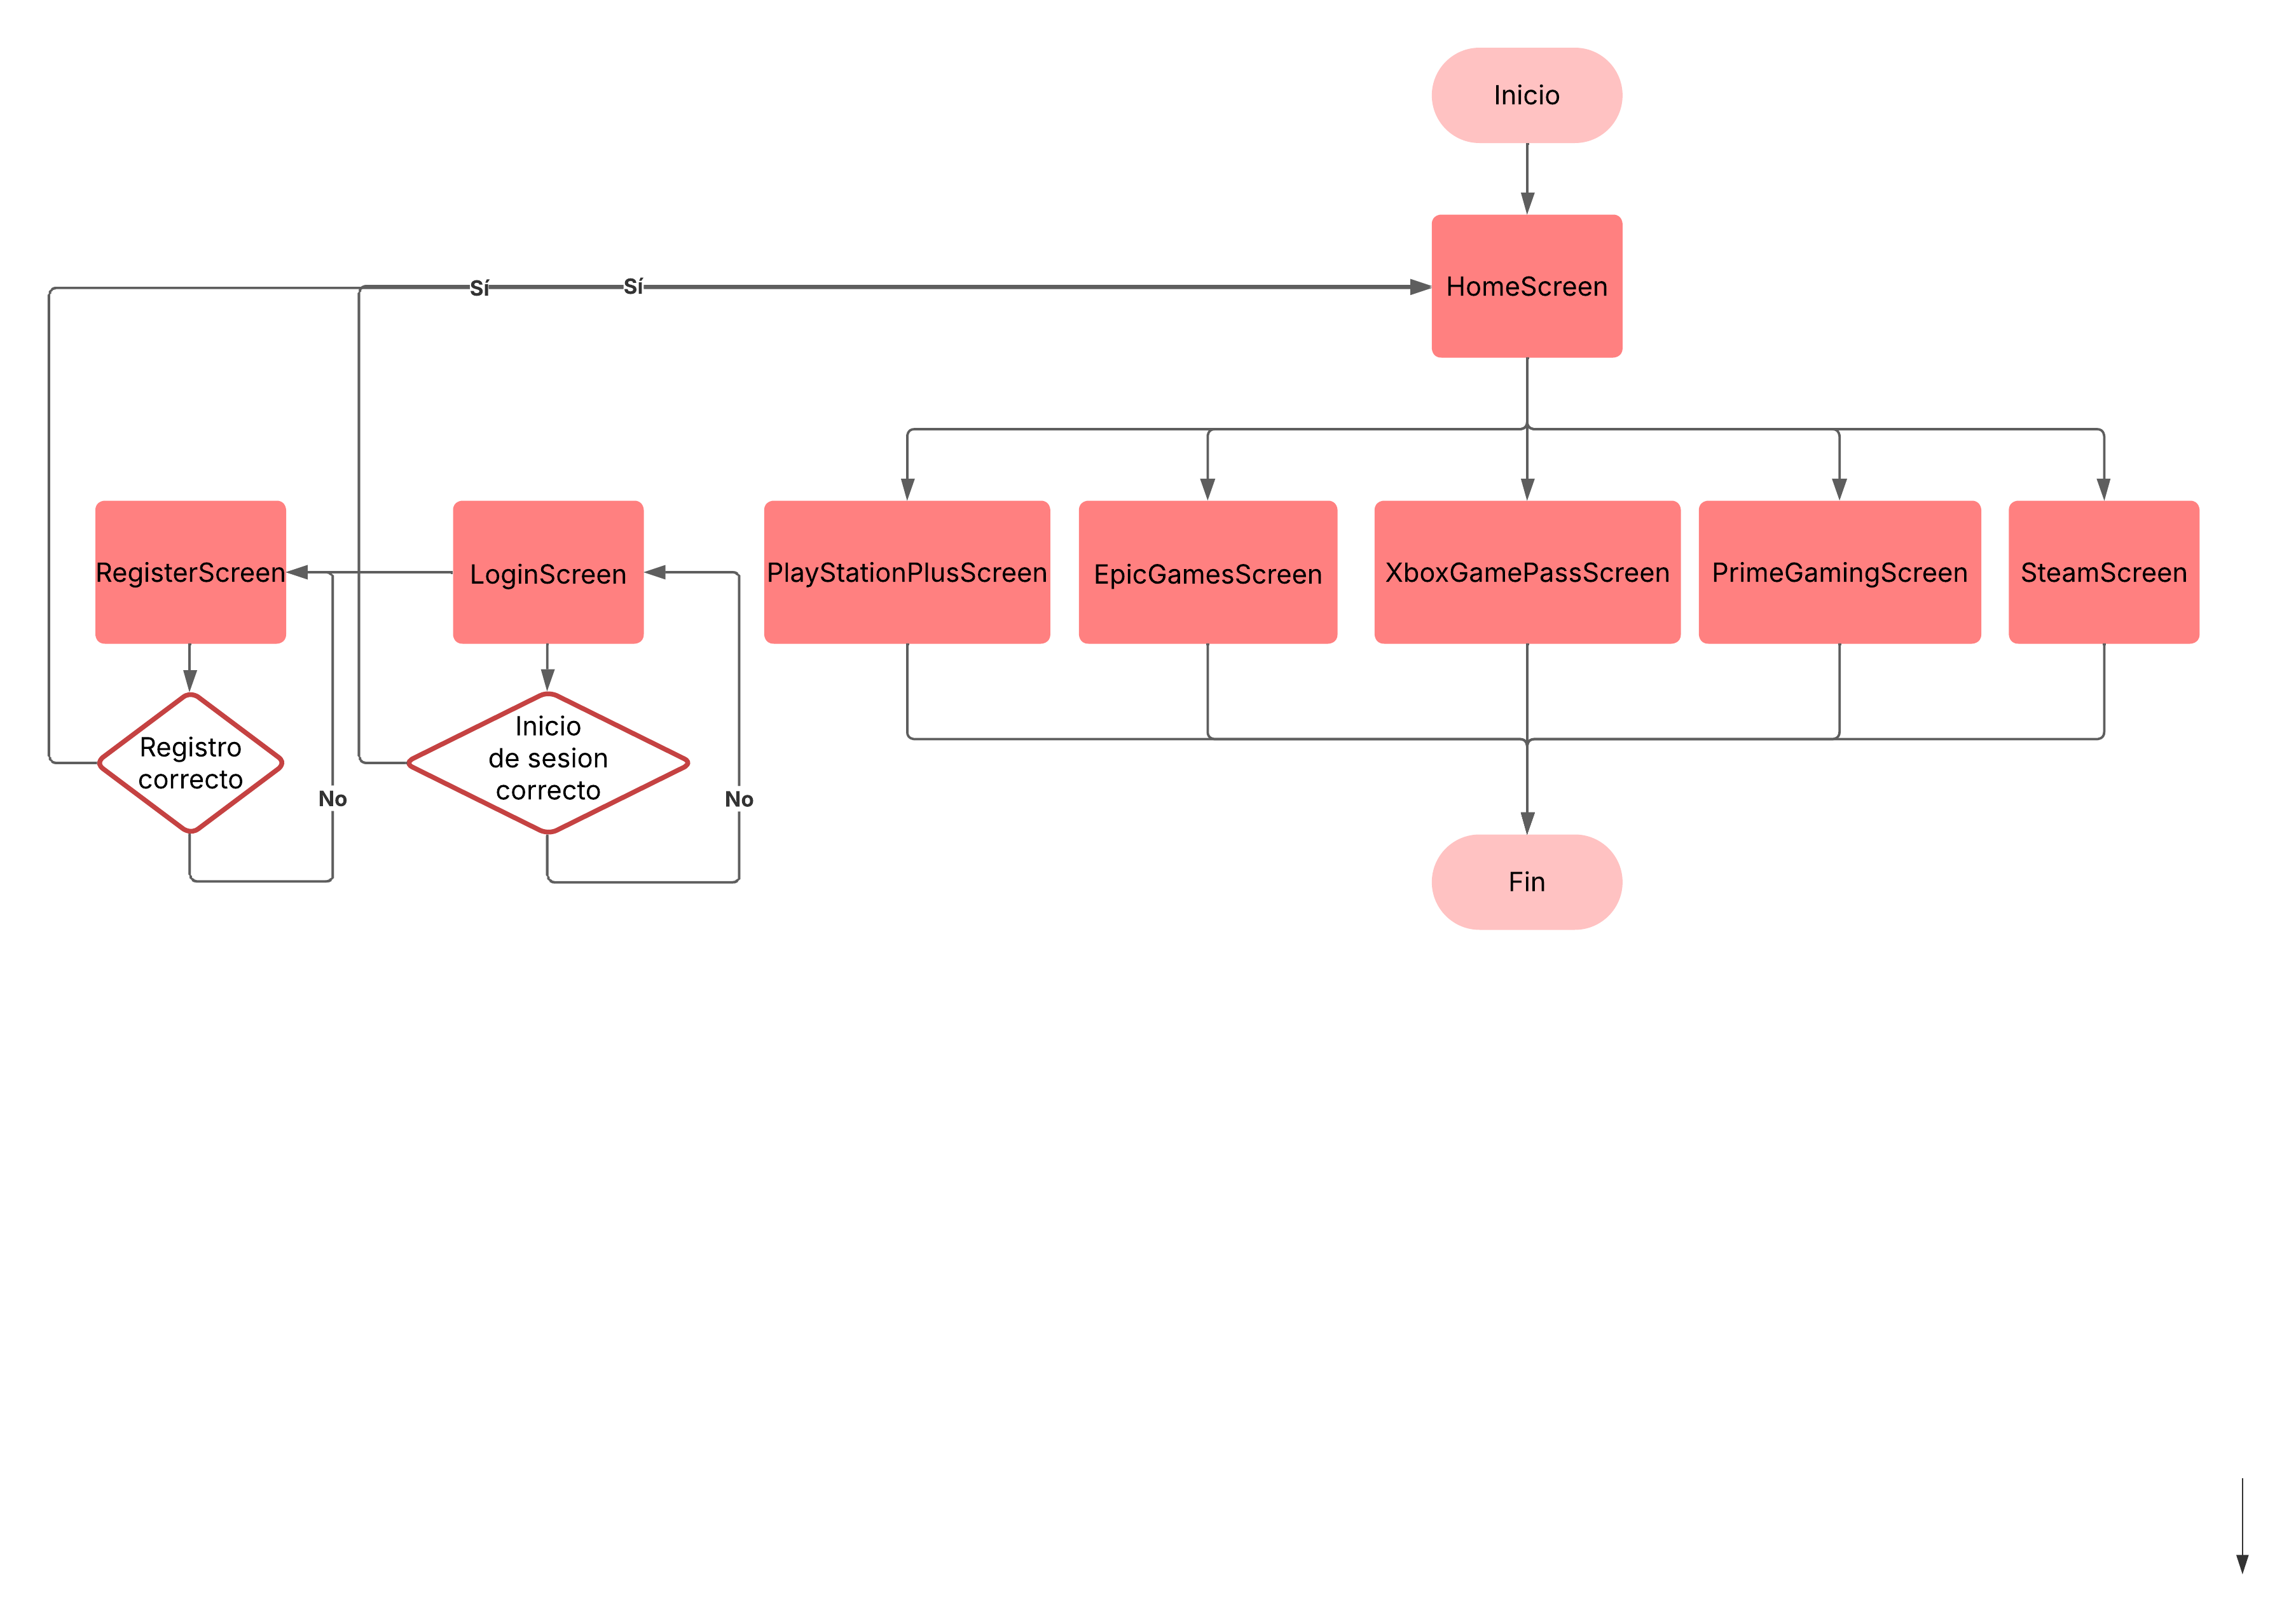 Inicio
HomeScreen
Sí
Sí
RegisterScreen
LoginScreen
PlayStationPlusScreen
EpicGamesScreen
XboxGamePassScreen
PrimeGamingScreen
SteamScreen
Registro
correcto
Inicio
de sesion
correcto
No
No
Fin